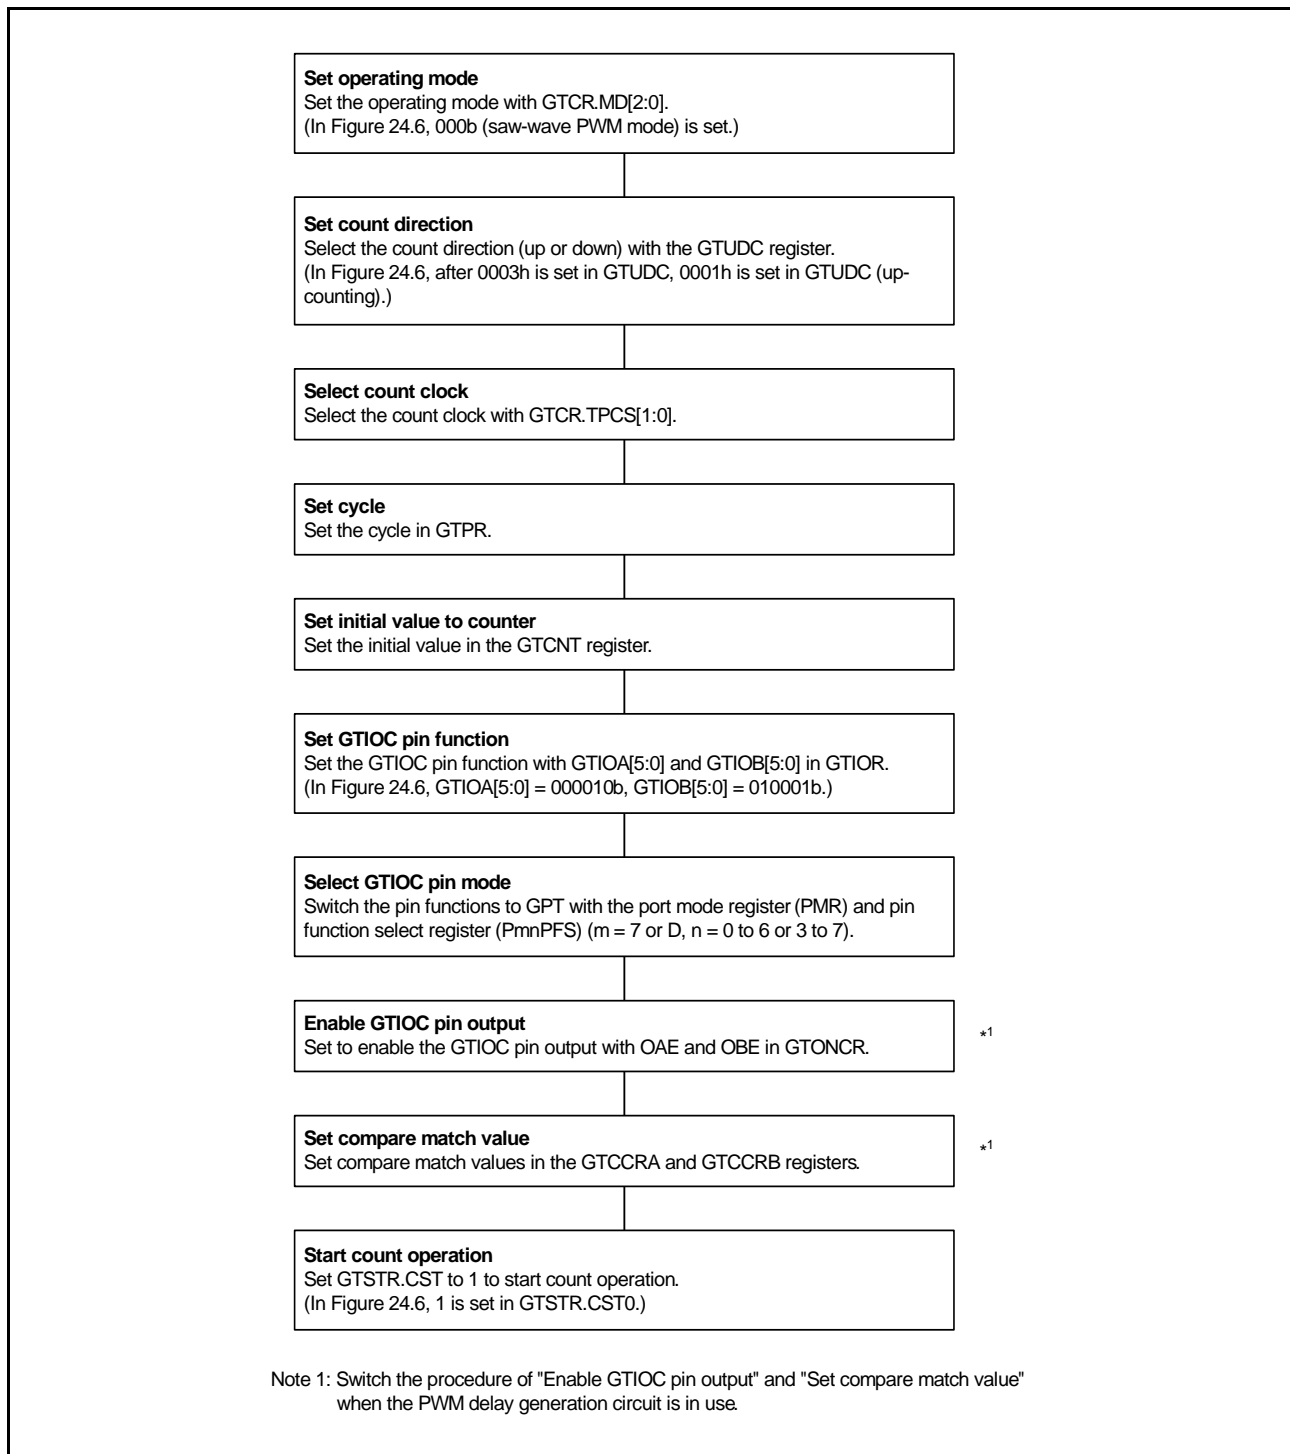 Set operating mode
Set the operating mode with GTCR.MD[2:0].
(In Figure 24.6, 000b (saw-wave PWM mode) is set.)
Set count direction
Select the count direction (up or down) with the GTUDC register.
(In Figure 24.6, after 0003h is set in GTUDC, 0001h is set in GTUDC (up-
counting).)
Select count clock
Select the count clock with GTCR.TPCS[1:0].
Set cycle
Set the cycle in GTPR.
Set initial value to counter
Set the initial value in the GTCNT register.
Set GTIOC pin function
Set the GTIOC pin function with GTIOA[5:0] and GTIOB[5:0] in GTIOR.
(In Figure 24.6, GTIOA[5:0] = 000010b, GTIOB[5:0] = 010001b.)
Select GTIOC pin mode
Switch the pin functions to GPT with the port mode register (PMR) and pin
function select register (PmnPFS) (m = 7 or D, n = 0 to 6 or 3 to 7).
Enable GTIOC pin output
Set to enable the GTIOC pin output with OAE and OBE in GTONCR.
*1
Set compare match value
Set compare match values in the GTCCRA and GTCCRB registers.
*1
Start count operation
Set GTSTR.CST to 1 to start count operation.
(In Figure 24.6, 1 is set in GTSTR.CST0.)
Note 1: Switch the procedure of "Enable GTIOC pin output" and "Set compare match value"
when the PWM delay generation circuit is in use.